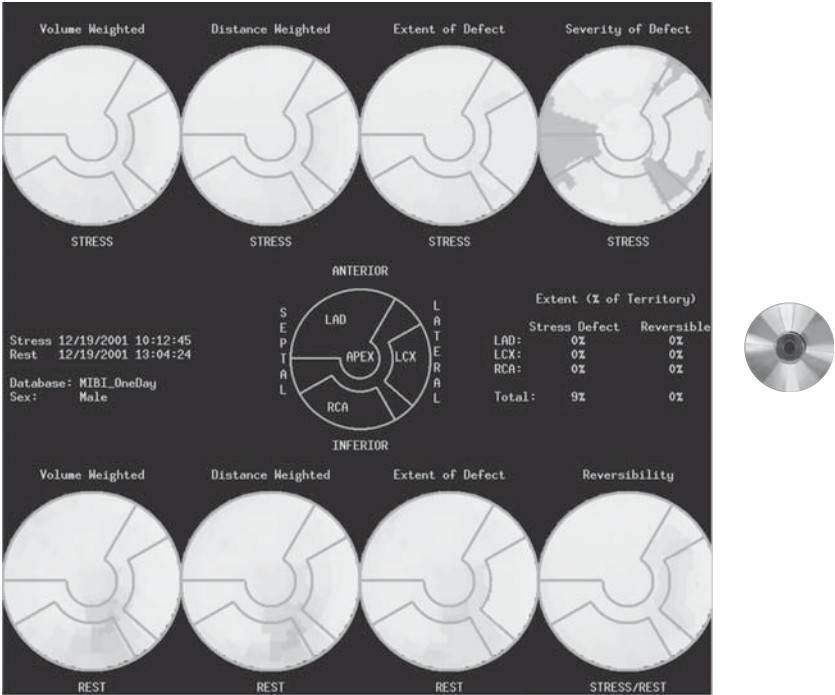 Volume Weighted Distance Weighted Extent of Defect Severity of Defect
STRESS STRESS STRESS STRESS
ANTERIOR
Extent (% of Territory)
SEPTAL
LAD
LATERAL
Stress Defect Reversible
Stress 12/19/2001 10:12:45
Rest 12/19/2001 13:04:24
APEX LCX
LAD: 0% 0%
LCX: 0% 0%
RCA: 0% 0%
Database: MIBI_OneDay
Sex: Male
Total: 9% 0%
RCA
INFERIOR
Volume Weighted Distance Weighted Extent of Defect Reversibility
REST REST REST STRESS/REST